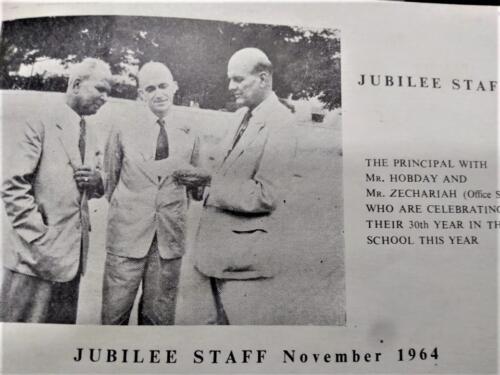 JUBILEE STAF
THE PRINCIPAL WITH
MR. HOBDAY AND
MR. ZECHARIAH (Office S
WHO ARE CELEBRATING
THEIR 30th YEAR IN TH
SCHOOL THIS YEAR
JUBILEE STAFF November 1964